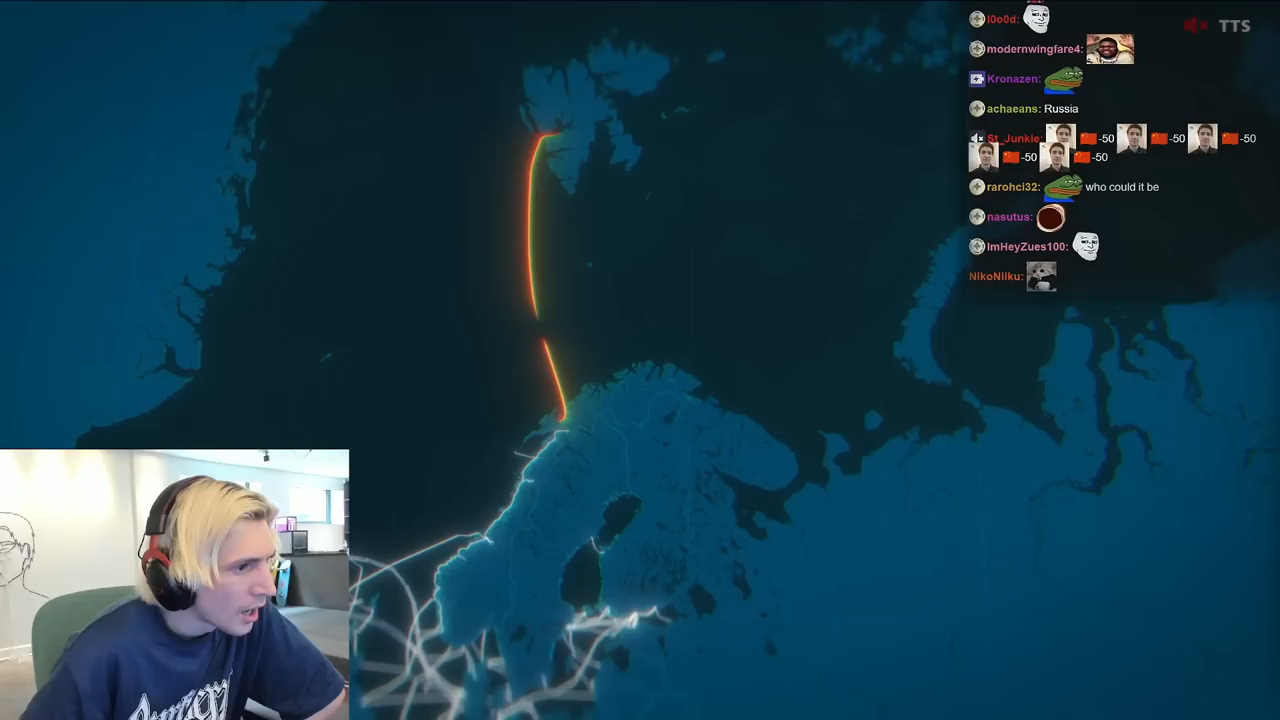 l0o0d:
TTS
modernwingfare4:
Kronazen:
achaeans: Russia
St_Junkie: -50 -50 -50
-50 -50
rarohci32: who could it be
nasutus:
ImHeyZues100:
NIkoNiiku: